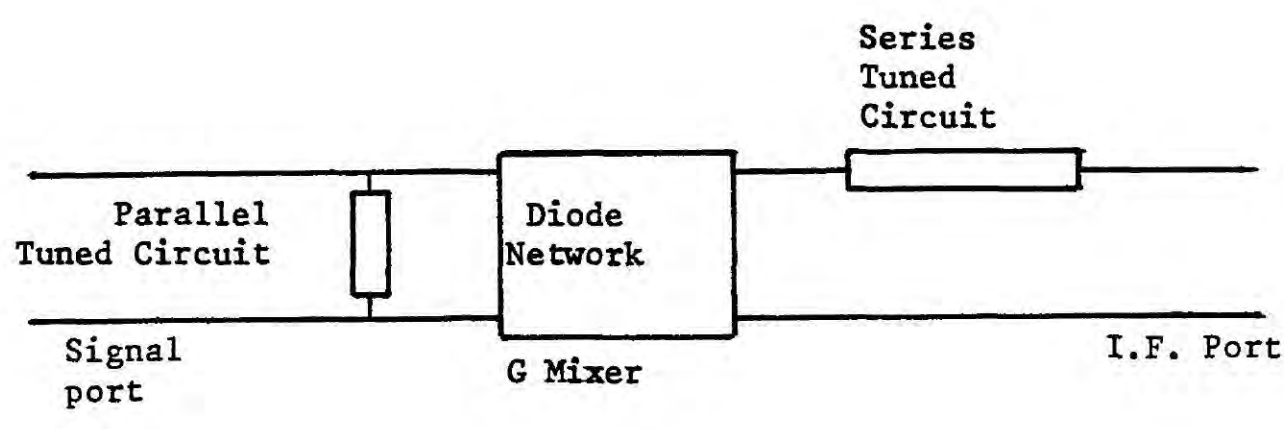 Series
Tuned
Circuit
Parallel
Tuned Circuit
Diode
Network
Signal
port
G Mixer
I.F. Port